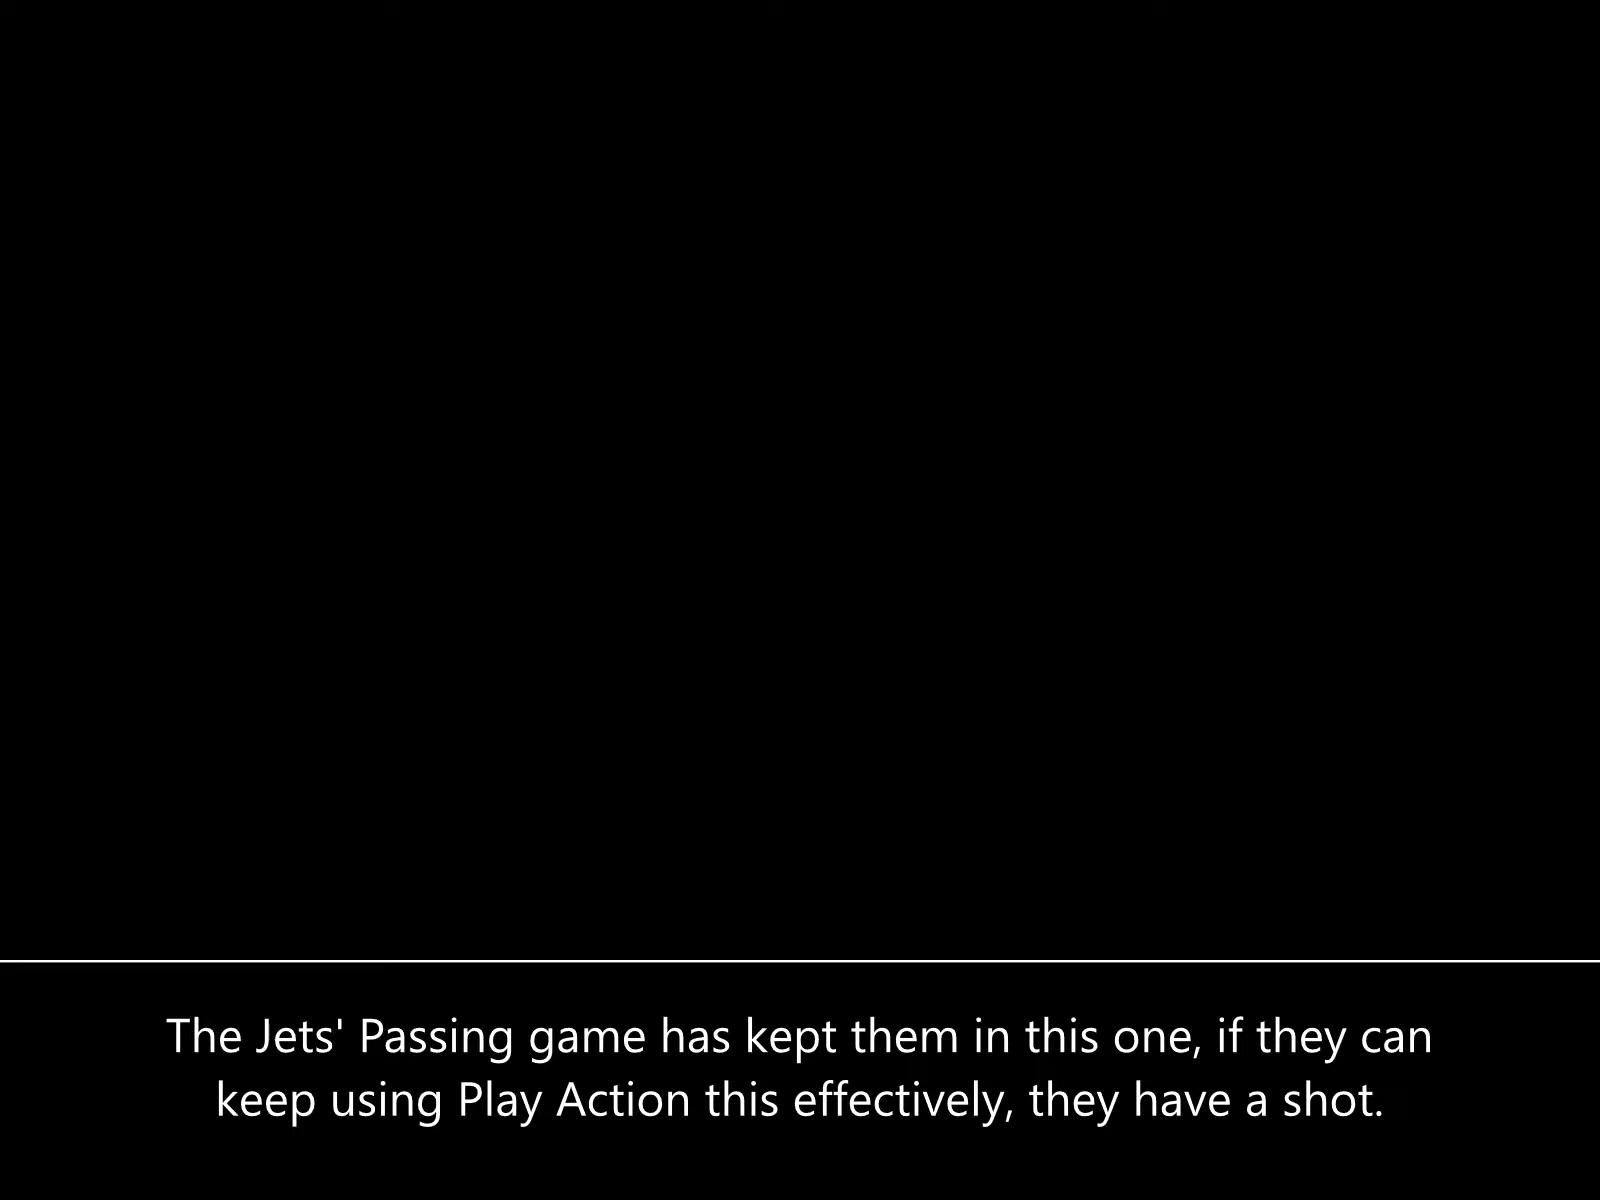 The Jets' Passing game has kept them in this one, if they can
keep using Play Action this effectively, they have a shot.